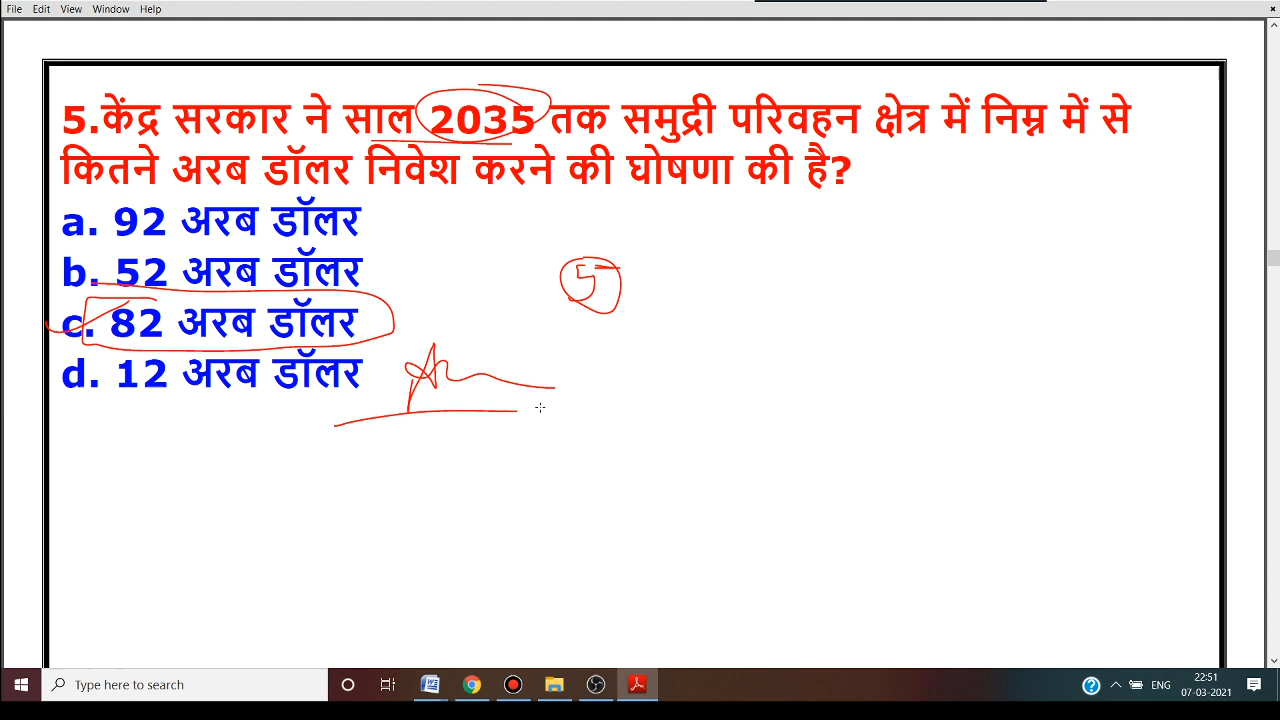 File Edit View Window Help
5.केंद्र सरकार ने साल 2035 तक समुद्री परिवहन क्षेत्र में निम्न में से
कितने अरब डॉलर निवेश करने की घोषणा की है?
a. 92 अरब डॉलर
b. 52 अरब डॉलर
5
c. 82 अरब डॉलर
d. 12 अरब डॉलर
Type here to search
ENG
22:51
07-03-2021